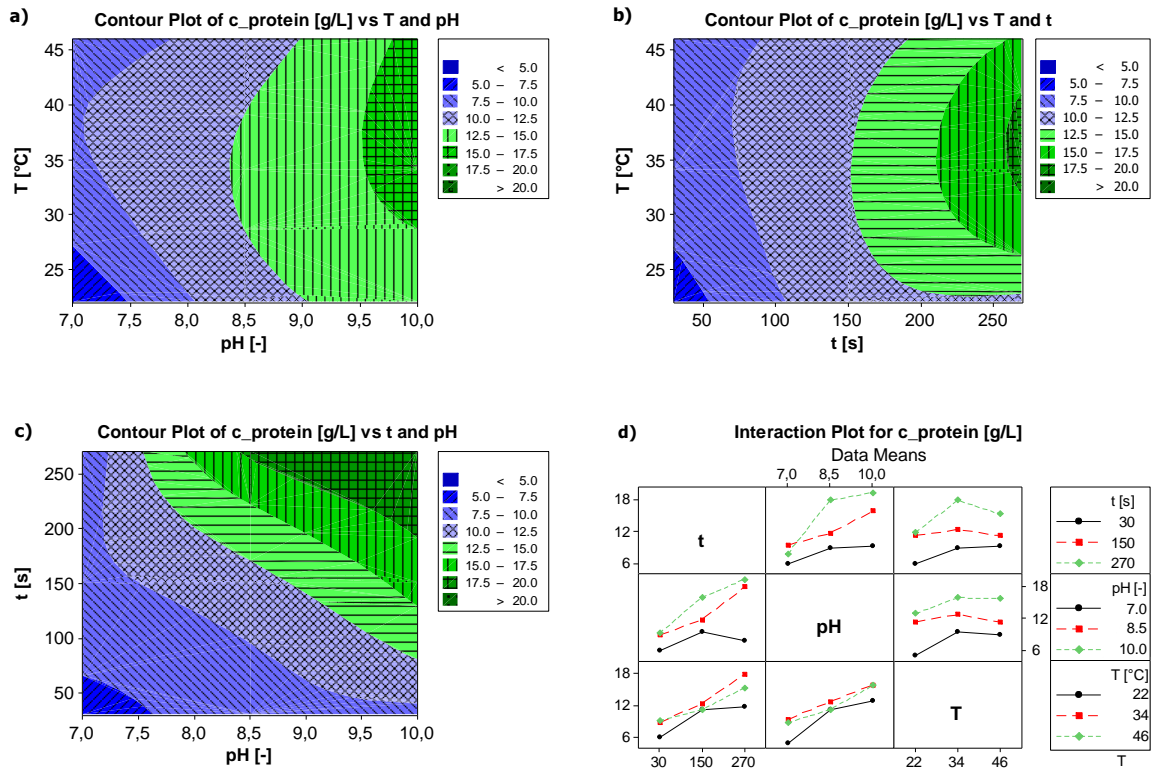 a)
Contour Plot of c_protein [g/L] vs T and pH
T [°C]
45
40
35
30
25
7,0 7,5 8,0 8,5 9,0 9,5 10,0
pH [-]
< 5.0
5.0 – 7.5
7.5 – 10.0
10.0 – 12.5
12.5 – 15.0
15.0 – 17.5
17.5 – 20.0
> 20.0
b)
Contour Plot of c_protein [g/L] vs T and t
T [°C]
45
40
35
30
25
50 100 150 200 250
t [s]
< 5.0
5.0 – 7.5
7.5 – 10.0
10.0 – 12.5
12.5 – 15.0
15.0 – 17.5
17.5 – 20.0
> 20.0
c)
Contour Plot of c_protein [g/L] vs t and pH
t [s]
250
200
150
100
50
7,0 7,5 8,0 8,5 9,0 9,5 10,0
pH [-]
< 5.0
5.0 – 7.5
7.5 – 10.0
10.0 – 12.5
12.5 – 15.0
15.0 – 17.5
17.5 – 20.0
> 20.0
d)
Interaction Plot for c_protein [g/L]
Data Means
7,0 8,5 10,0
18
12
6
t
18
12
6
pH
18
12
6
T
30 150 270
22 34 46
t [s]
30
150
270
pH [-]
7.0
8.5
10.0
T [°C]
22
34
46
T